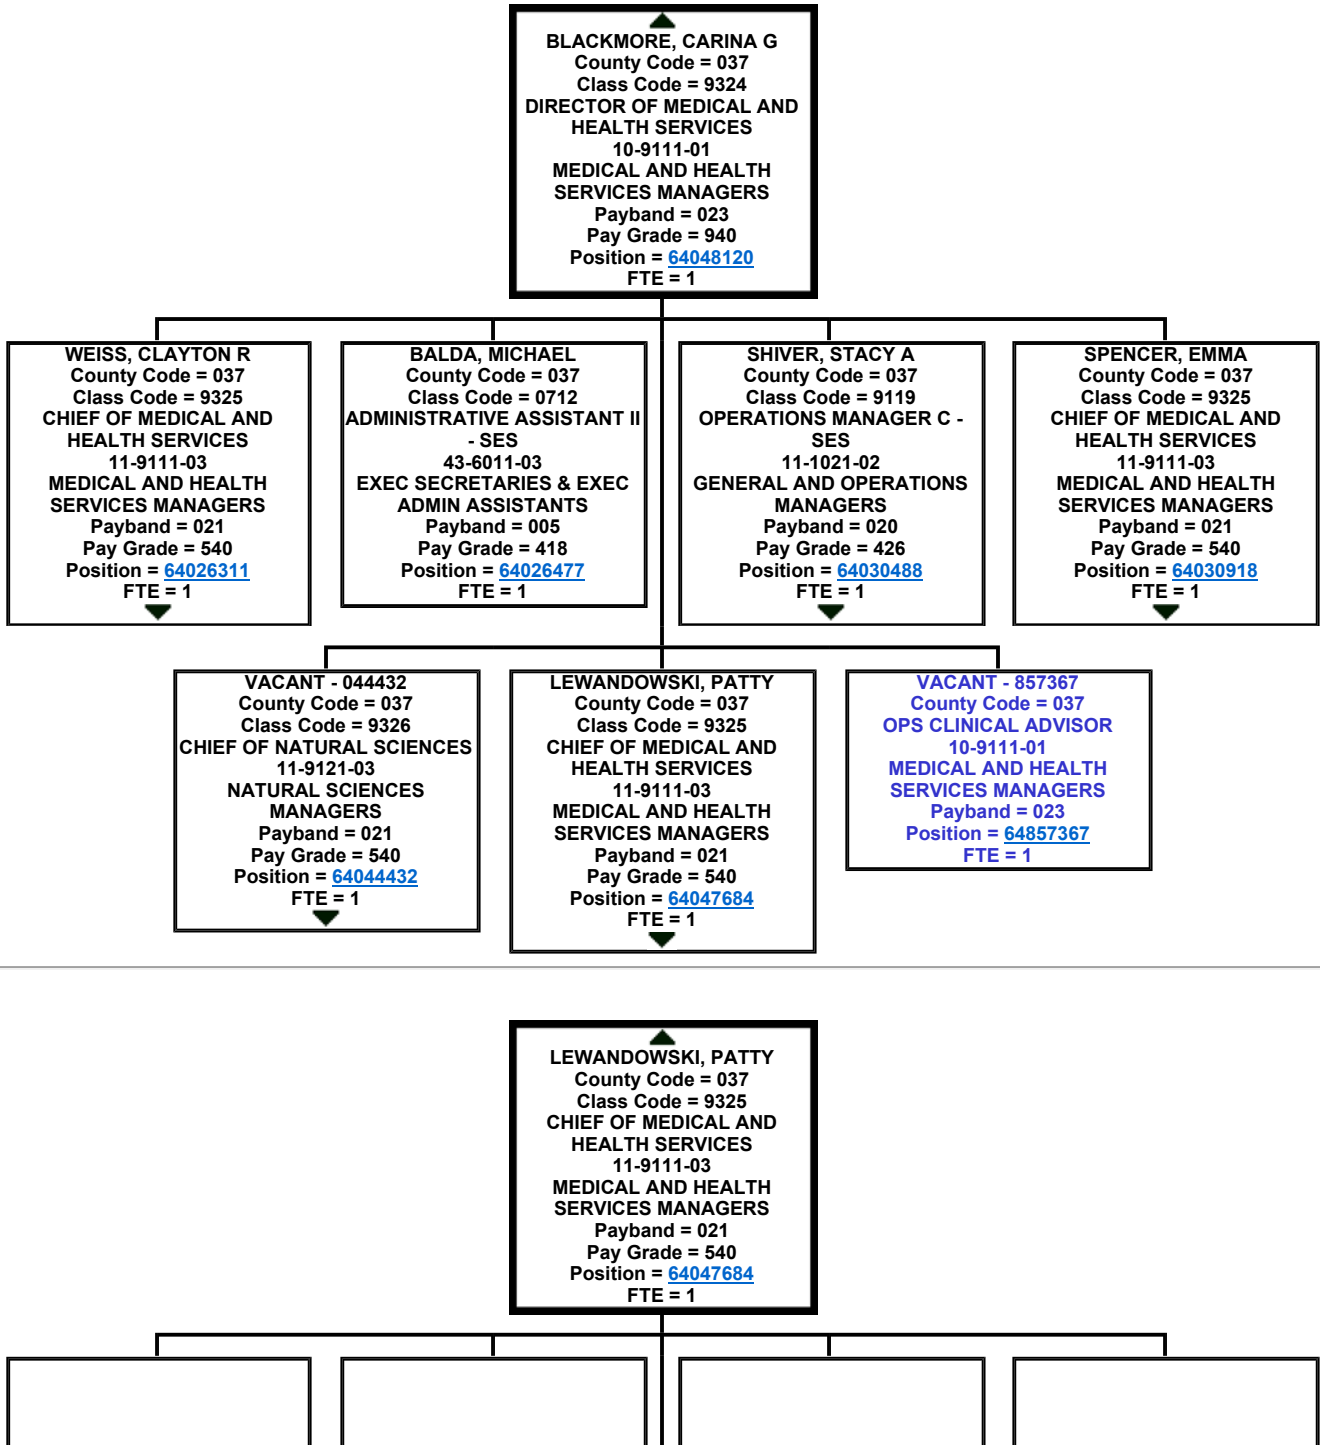 BLACKMORE, CARINA G
County Code = 037
Class Code = 9324
DIRECTOR OF MEDICAL AND
HEALTH SERVICES
10-9111-01
MEDICAL AND HEALTH
SERVICES MANAGERS
Payband = 023
Pay Grade = 940
Position = 64048120
FTE = 1
WEISS, CLAYTON R
County Code = 037
Class Code = 9325
CHIEF OF MEDICAL AND
HEALTH SERVICES
11-9111-03
MEDICAL AND HEALTH
SERVICES MANAGERS
Payband = 021
Pay Grade = 540
Position = 64026311
FTE = 1
BALDA, MICHAEL
County Code = 037
Class Code = 0712
ADMINISTRATIVE ASSISTANT II
- SES
43-6011-03
EXEC SECRETARIES & EXEC
ADMIN ASSISTANTS
Payband = 005
Pay Grade = 418
Position = 64026477
FTE = 1
SHIVER, STACY A
County Code = 037
Class Code = 9119
OPERATIONS MANAGER C -
SES
11-1021-02
GENERAL AND OPERATIONS
MANAGERS
Payband = 020
Pay Grade = 426
Position = 64030488
FTE = 1
SPENCER, EMMA
County Code = 037
Class Code = 9325
CHIEF OF MEDICAL AND
HEALTH SERVICES
11-9111-03
MEDICAL AND HEALTH
SERVICES MANAGERS
Payband = 021
Pay Grade = 540
Position = 64030918
FTE = 1
VACANT - 044432
County Code = 037
Class Code = 9326
CHIEF OF NATURAL SCIENCES
11-9121-03
NATURAL SCIENCES
MANAGERS
Payband = 021
Pay Grade = 540
Position = 64044432
FTE = 1
LEWANDOWSKI, PATTY
County Code = 037
Class Code = 9325
CHIEF OF MEDICAL AND
HEALTH SERVICES
11-9111-03
MEDICAL AND HEALTH
SERVICES MANAGERS
Payband = 021
Pay Grade = 540
Position = 64047684
FTE = 1
VACANT - 857367
County Code = 037
OPS CLINICAL ADVISOR
10-9111-01
MEDICAL AND HEALTH
SERVICES MANAGERS
Payband = 023
Position = 64857367
FTE = 1
LEWANDOWSKI, PATTY
County Code = 037
Class Code = 9325
CHIEF OF MEDICAL AND
HEALTH SERVICES
11-9111-03
MEDICAL AND HEALTH
SERVICES MANAGERS
Payband = 021
Pay Grade = 540
Position = 64047684
FTE = 1